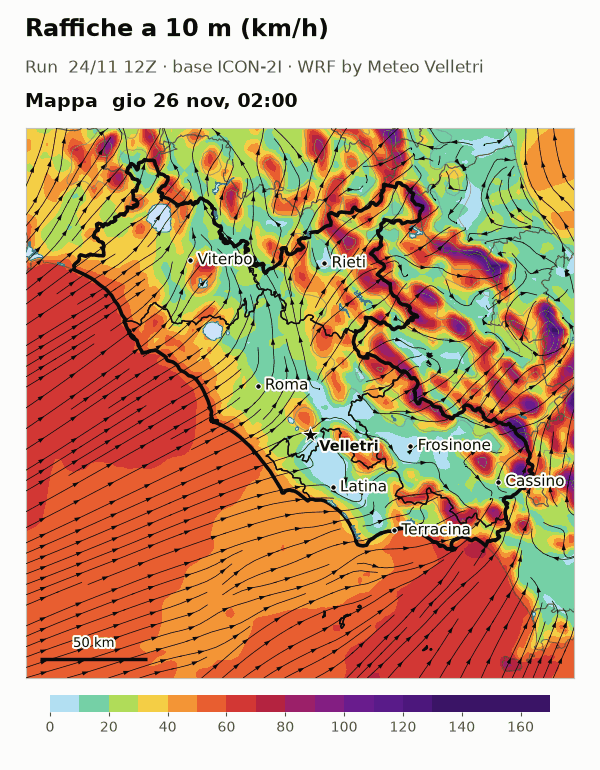 Raffiche a 10 m (km/h)
Run  24/11 12Z · base ICON-2I · WRF by Meteo Velletri
Mappa  gio 26 nov, 02:00
Viterbo
Rieti
Roma
Velletri
Frosinone
Latina
Cassino
Terracina
50 km
0 20 40 60 80 100 120 140 160